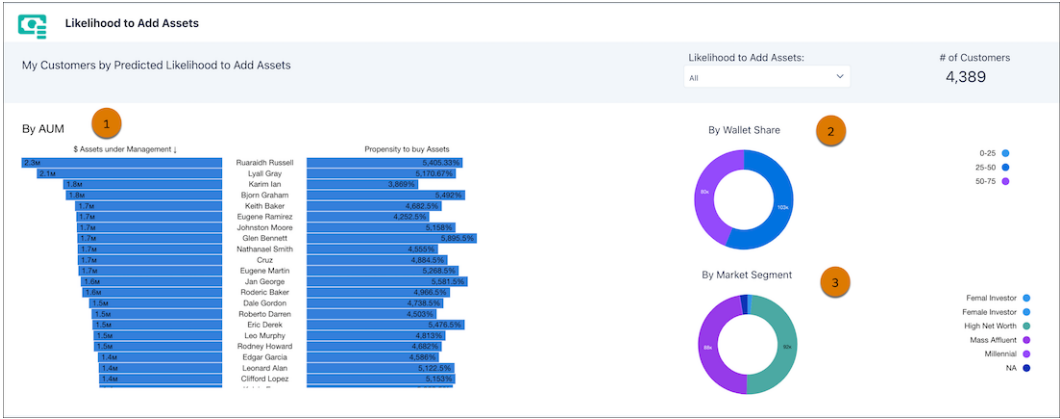 Likelihood to Add Assets
My Customers by Predicted Likelihood to Add Assets
Likelihood to Add Assets:
All
# of Customers
4,389
By AUM
1
$ Assets under Management ↓
Propensity to buy Assets
2.3M Ruaraidh Russell 5,405.33%
2.1M Lyall Gray 5,170.67%
1.8M Karim Ian 3,869%
1.8M Bjorn Graham 5,492%
1.7M Keith Baker 4,682.5%
1.7M Eugene Ramirez 4,252.5%
1.7M Johnston Moore 5,158%
1.7M Glen Bennett 5,895.5%
1.7M Nathanael Smith 4,555%
1.7M Cruz 4,884.5%
1.7M Eugene Martin 5,268.5%
1.6M Jan George 5,581.5%
1.6M Roderic Baker 4,966.5%
1.5M Dale Gordon 4,738.5%
1.5M Roberto Darren 4,503%
1.5M Eric Derek 5,476.5%
1.5M Leo Murphy 4,813%
1.5M Rodney Howard 4,682%
1.4M Edgar Garcia 4,586%
1.4M Leonard Alan 5,122.5%
1.4M Clifford Lopez 5,153%
By Wallet Share
2
0-25
25-50
50-75
By Market Segment
3
Femal Investor
Female Investor
High Net Worth
Mass Affluent
Millennial
NA